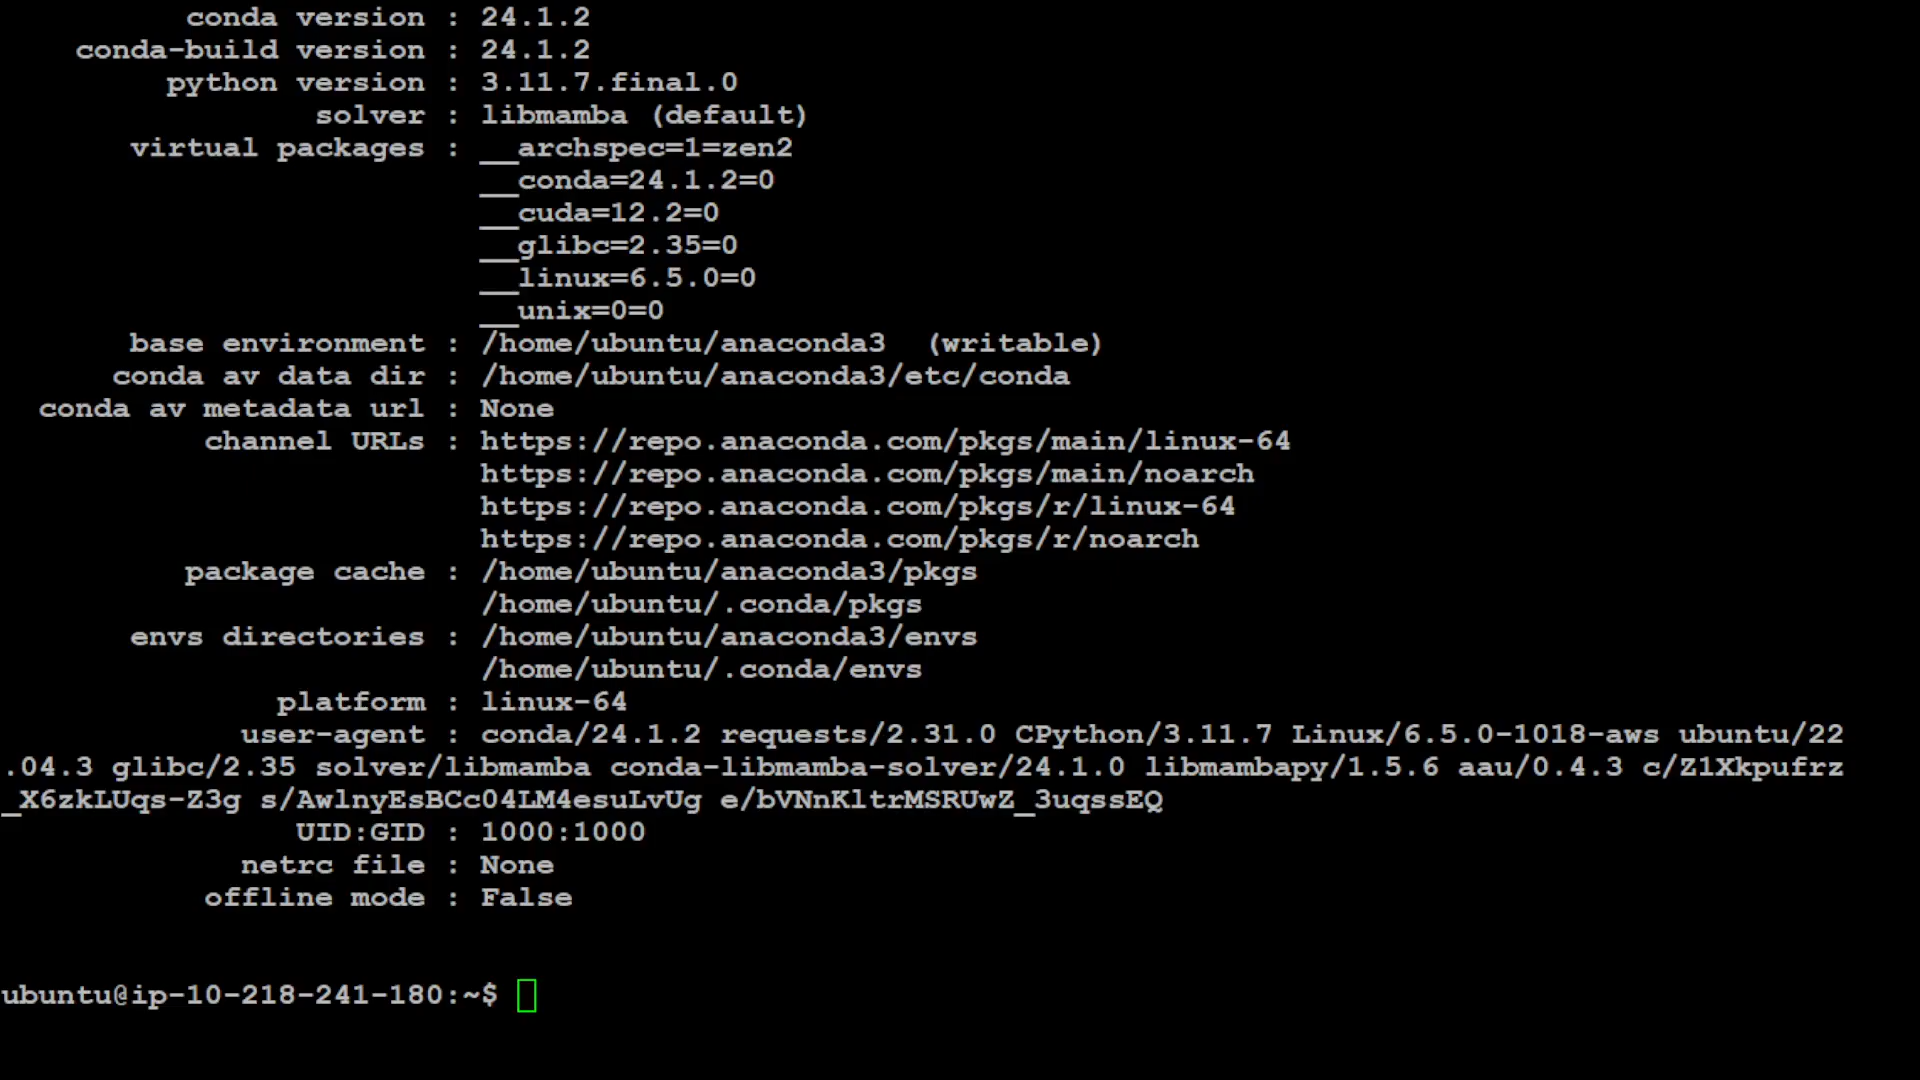 conda version : 24.1.2
conda-build version : 24.1.2
python version : 3.11.7.final.0
solver : libmamba (default)
virtual packages : __archspec=1=zen2
__conda=24.1.2=0
__cuda=12.2=0
__glibc=2.35=0
__linux=6.5.0=0
__unix=0=0
base environment : /home/ubuntu/anaconda3  (writable)
conda av data dir : /home/ubuntu/anaconda3/etc/conda
conda av metadata url : None
channel URLs : https://repo.anaconda.com/pkgs/main/linux-64
https://repo.anaconda.com/pkgs/main/noarch
https://repo.anaconda.com/pkgs/r/linux-64
https://repo.anaconda.com/pkgs/r/noarch
package cache : /home/ubuntu/anaconda3/pkgs
/home/ubuntu/.conda/pkgs
envs directories : /home/ubuntu/anaconda3/envs
/home/ubuntu/.conda/envs
platform : linux-64
user-agent : conda/24.1.2 requests/2.31.0 CPython/3.11.7 Linux/6.5.0-1018-aws ubuntu/22
.04.3 glibc/2.35 solver/libmamba conda-libmamba-solver/24.1.0 libmambapy/1.5.6 aau/0.4.3 c/Z1Xkpufrz
_X6zkLUqs-Z3g s/AwlnyEsBCc04LM4esuLvUg e/bVNnKltrMSRUwZ_3uqssEQ
UID:GID : 1000:1000
netrc file : None
offline mode : False
ubuntu@ip-10-218-241-180:~$